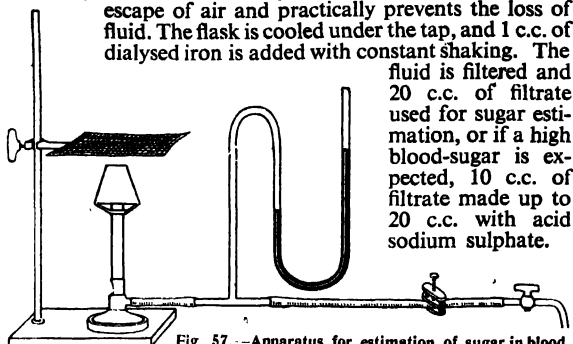 escape of air and practically prevents the loss of
fluid. The flask is cooled under the tap, and 1 c.c. of
dialysed iron is added with constant shaking. The
fluid is filtered and
20 c.c. of filtrate
used for sugar esti-
mation, or if a high
blood-sugar is ex-
pected, 10 c.c. of
filtrate made up to
20 c.c. with acid
sodium sulphate.
Fig. 57.—Apparatus for estimation of sugar in blood.